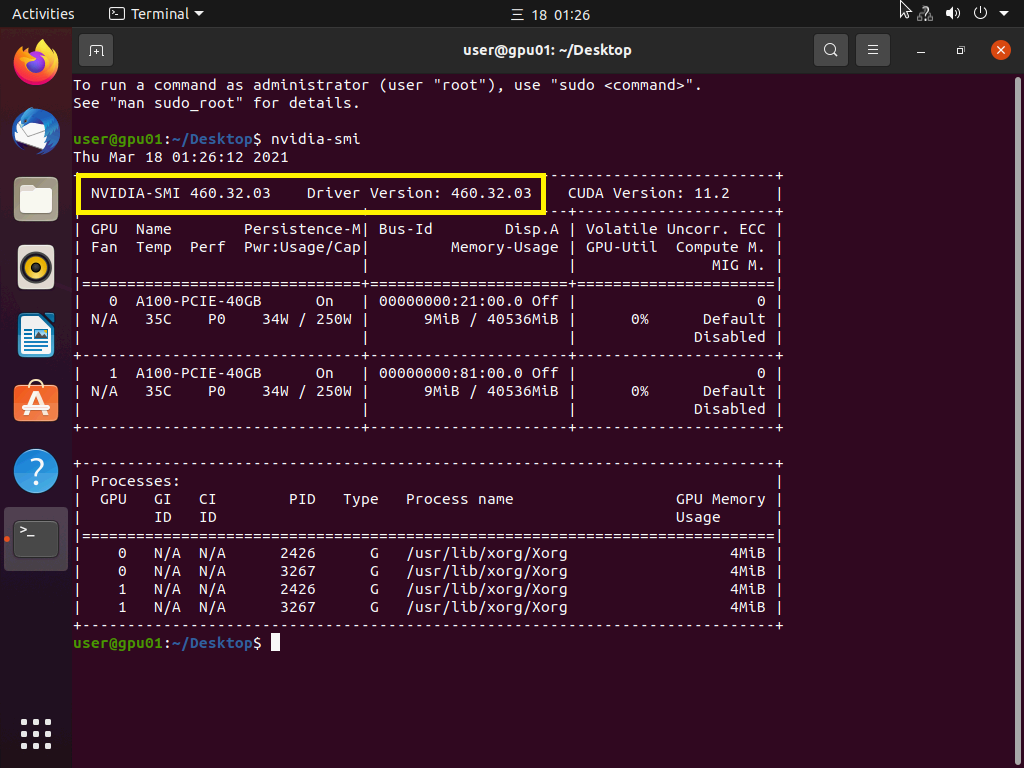 Activities Terminal 三 18 01:26
user@gpu01: ~/Desktop
To run a command as administrator (user "root"), use "sudo <command>".
See "man sudo_root" for details.
user@gpu01:~/Desktop$ nvidia-smi
Thu Mar 18 01:26:12 2021
+-----------------------------------------------------------------------------+
| NVIDIA-SMI 460.32.03    Driver Version: 460.32.03    CUDA Version: 11.2     |
|-------------------------------+----------------------+----------------------+
| GPU  Name        Persistence-M| Bus-Id        Disp.A | Volatile Uncorr. ECC |
| Fan  Temp  Perf  Pwr:Usage/Cap|         Memory-Usage | GPU-Util  Compute M. |
|                               |                      |               MIG M. |
|===============================+======================+======================|
|   0  A100-PCIE-40GB      On   | 00000000:21:00.0 Off |                    0 |
| N/A   35C    P0    34W / 250W |      9MiB / 40536MiB |      0%      Default |
|                               |                      |             Disabled |
+-------------------------------+----------------------+----------------------+
|   1  A100-PCIE-40GB      On   | 00000000:81:00.0 Off |                    0 |
| N/A   35C    P0    34W / 250W |      9MiB / 40536MiB |      0%      Default |
|                               |                      |             Disabled |
+-------------------------------+----------------------+----------------------+
+-----------------------------------------------------------------------------+
| Processes:                                                                  |
|  GPU   GI   CI        PID   Type   Process name                  GPU Memory |
|        ID   ID                                                   Usage      |
|=============================================================================|
|    0   N/A  N/A      2426      G   /usr/lib/xorg/Xorg                  4MiB |
|    0   N/A  N/A      3267      G   /usr/lib/xorg/Xorg                  4MiB |
|    1   N/A  N/A      2426      G   /usr/lib/xorg/Xorg                  4MiB |
|    1   N/A  N/A      3267      G   /usr/lib/xorg/Xorg                  4MiB |
+-----------------------------------------------------------------------------+
user@gpu01:~/Desktop$